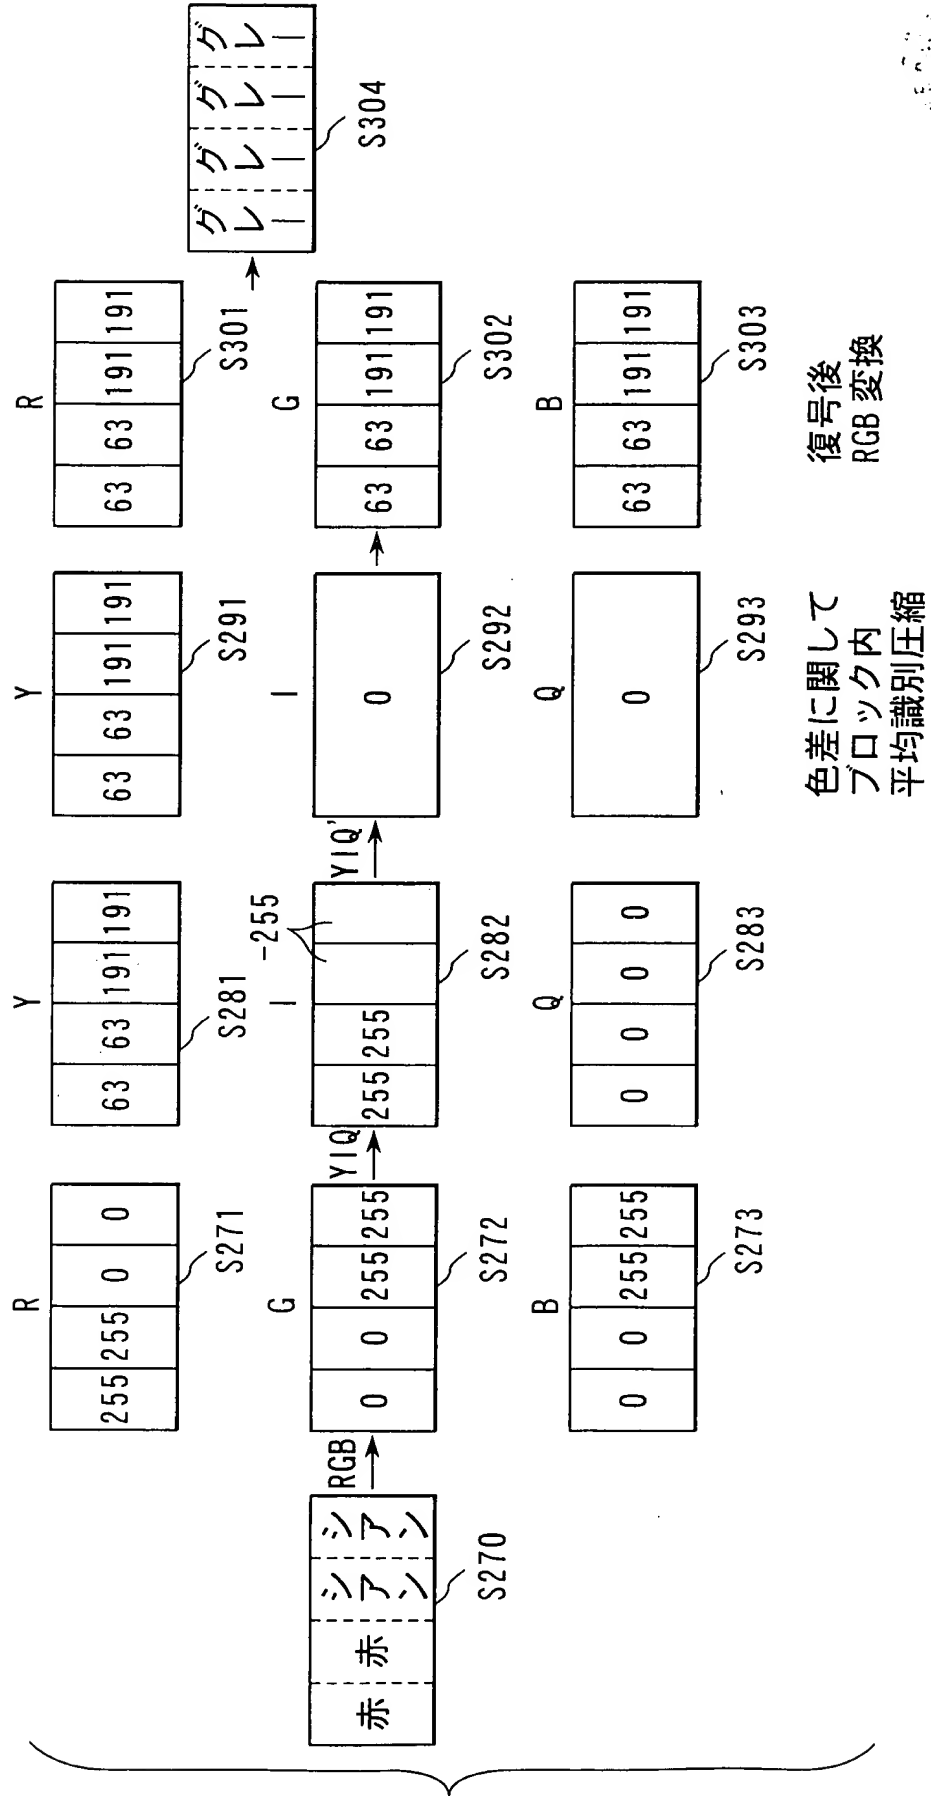 赤 赤 シアン シアン
S270
RGB
R
255 255 0 0
S271
G
0 0 255 255
S272
B
0 0 255 255
S273
YIQ
Y
63 63 191 191
S281
I
-255
255 255
S282
Q
0 0 0 0
S283
YIQ'
Y
63 63 191 191
S291
I
0
S292
Q
0
S293
色差に関して
ブロック内
平均識別圧縮
R
63 63 191 191
S301
G
63 63 191 191
S302
B
63 63 191 191
S303
復号後
RGB 変換
グレー グレー グレー グレー
S304